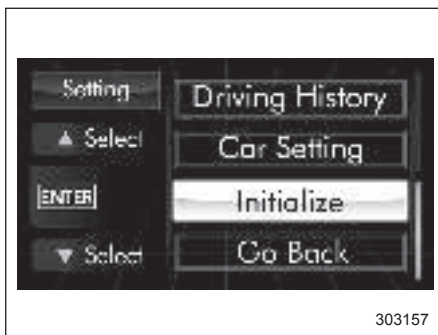 Setting
▲ Select
ENTER
▼ Select
Driving History
Car Setting
Initialize
Go Back
303157